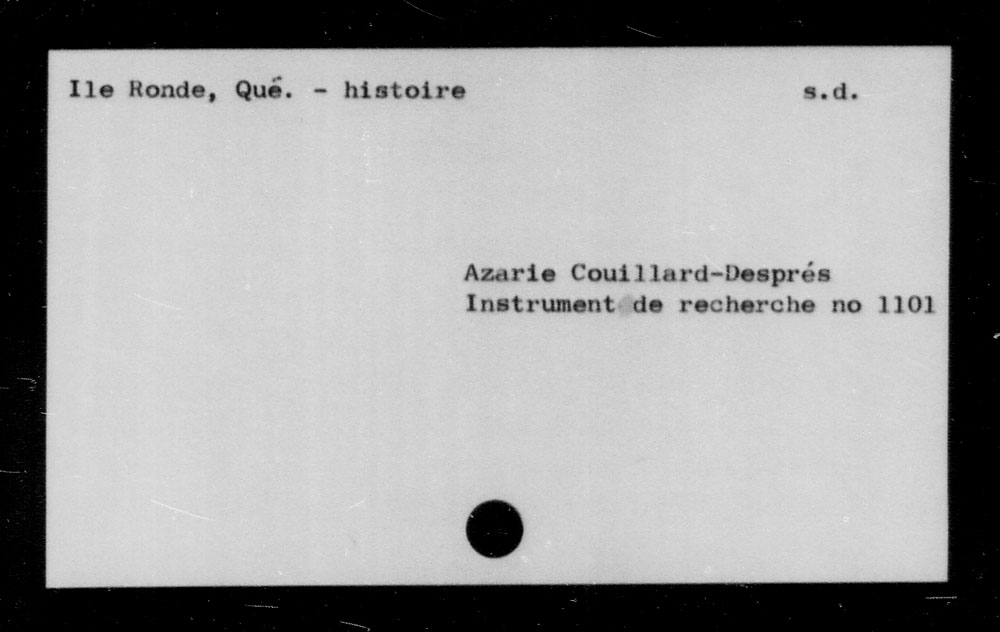 Ile Ronde, Qué. - histoire s.d.
Azarie Couillard-Després
Instrument de recherche no 1101